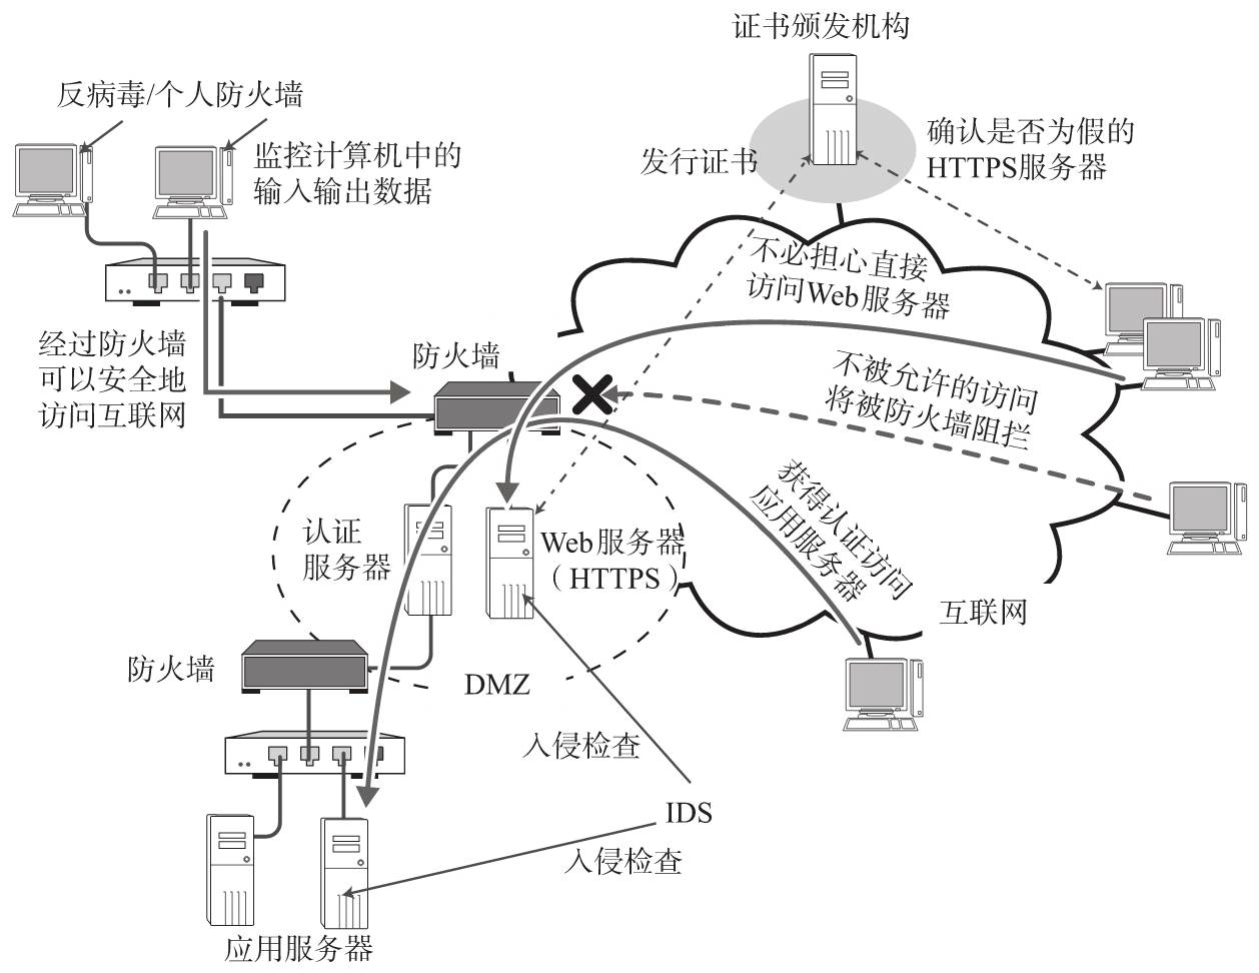 证书颁发机构
反病毒/个人防火墙
监控计算机中的
输入输出数据
发行证书
确认是否为假的
HTTPS服务器
不必担心直接
访问Web服务器
经过防火墙
可以安全地
访问互联网
防火墙
不被允许的访问
将被防火墙阻拦
获得认证访问
应用服务器
认证
服务器
Web服务器
（HTTPS）
互联网
防火墙
DMZ
入侵检查
IDS
入侵检查
应用服务器